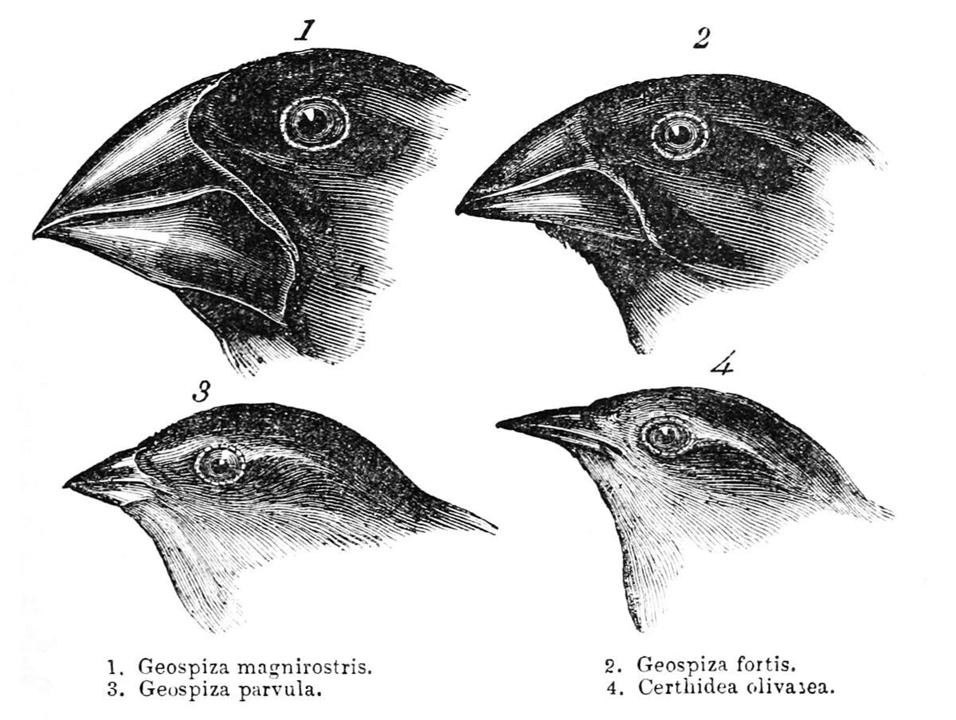 1
2
3
4
1. Geospiza magnirostris.
2. Geospiza fortis.
3. Geospiza parvula.
4. Certhidea olivasea.